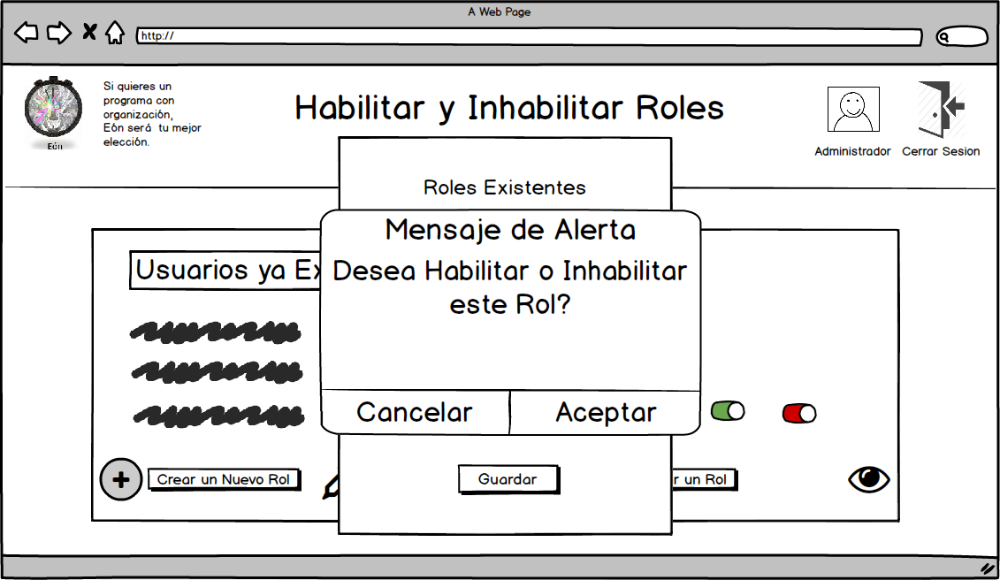 A Web Page
http://
Si quieres un
programa con
organización,
Eón será tu mejor
elección.
Eón
Habilitar y Inhabilitar Roles
Administrador
Cerrar Sesion
Roles Existentes
Mensaje de Alerta
Desea Habilitar o Inhabilitar
este Rol?
Usuarios ya Ex
Cancelar
Aceptar
Crear un Nuevo Rol
Guardar
r un Rol